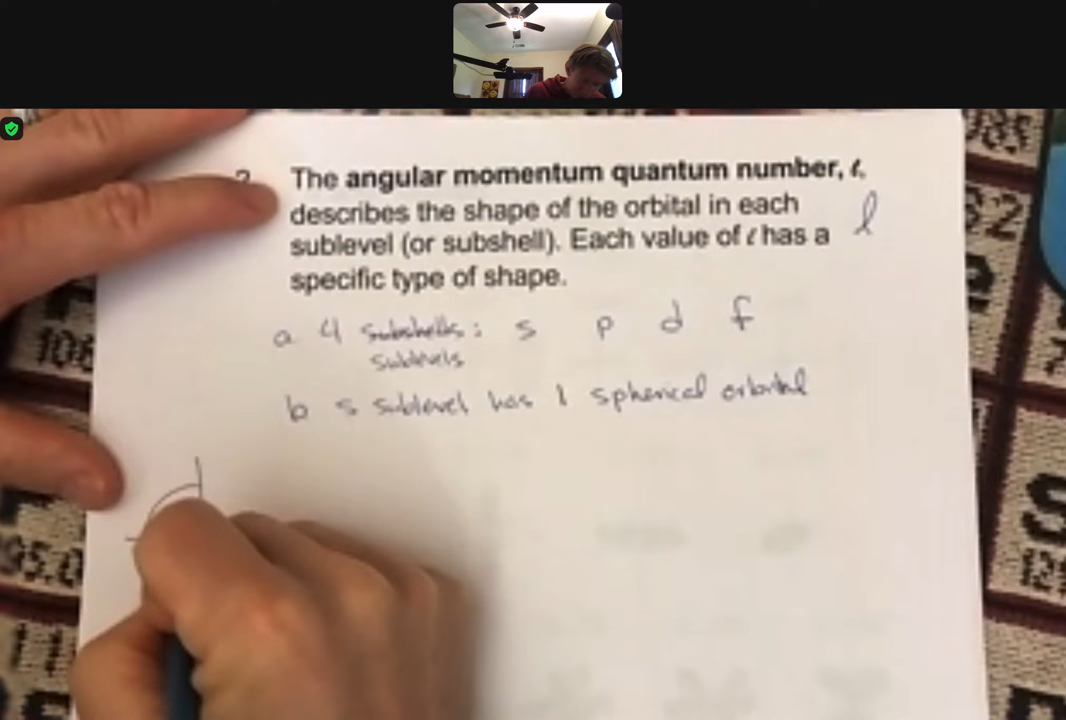 2 The angular momentum quantum number, ℓ,
describes the shape of the orbital in each
sublevel (or subshell). Each value of ℓ has a
specific type of shape.
l
a 4 subshells: s p d f
sublevels
b s sublevel has 1 spherical orbital